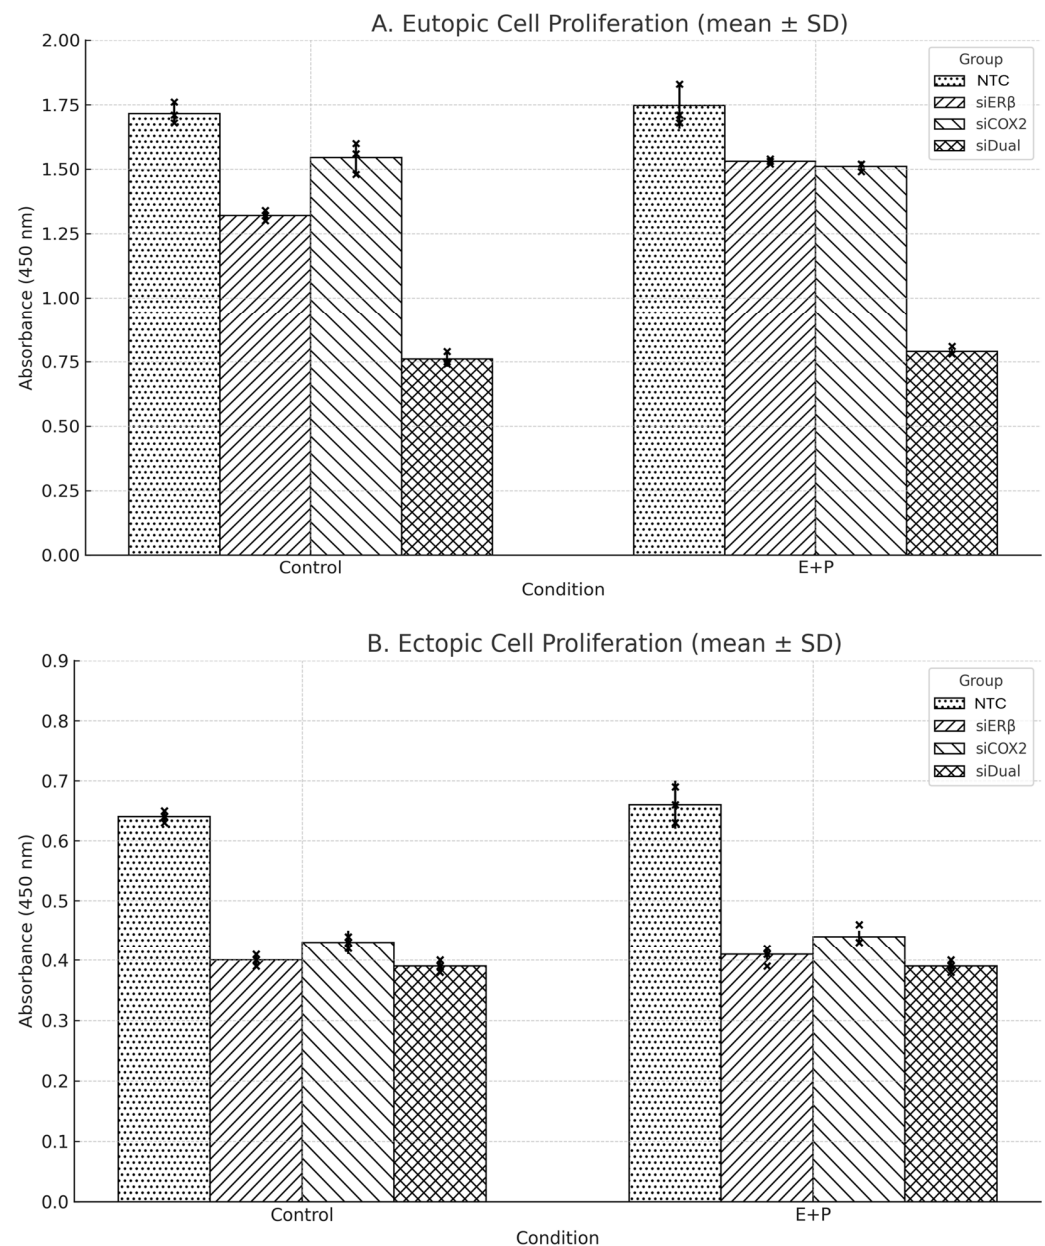 A. Eutopic Cell Proliferation (mean ± SD)
Absorbance (450 nm)
2.00
1.75
1.50
1.25
1.00
0.75
0.50
0.25
0.00
Group
NTC
siERβ
siCOX2
siDual
Control
E+P
Condition
B. Ectopic Cell Proliferation (mean ± SD)
Absorbance (450 nm)
0.9
0.8
0.7
0.6
0.5
0.4
0.3
0.2
0.1
0.0
Group
NTC
siERβ
siCOX2
siDual
Control
E+P
Condition